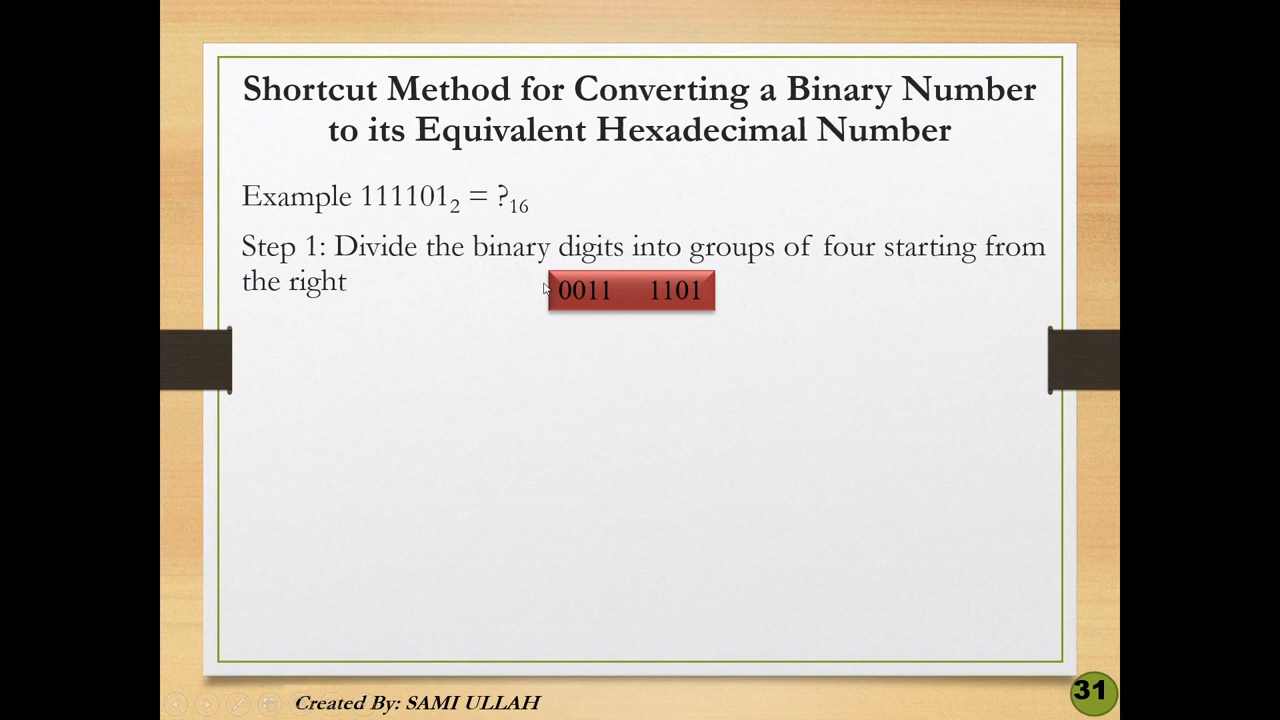 Shortcut Method for Converting a Binary Number
to its Equivalent Hexadecimal Number
Example 111101₂ = ?₁₆
Step 1: Divide the binary digits into groups of four starting from
the right
0011 1101
Created By: SAMI ULLAH
31